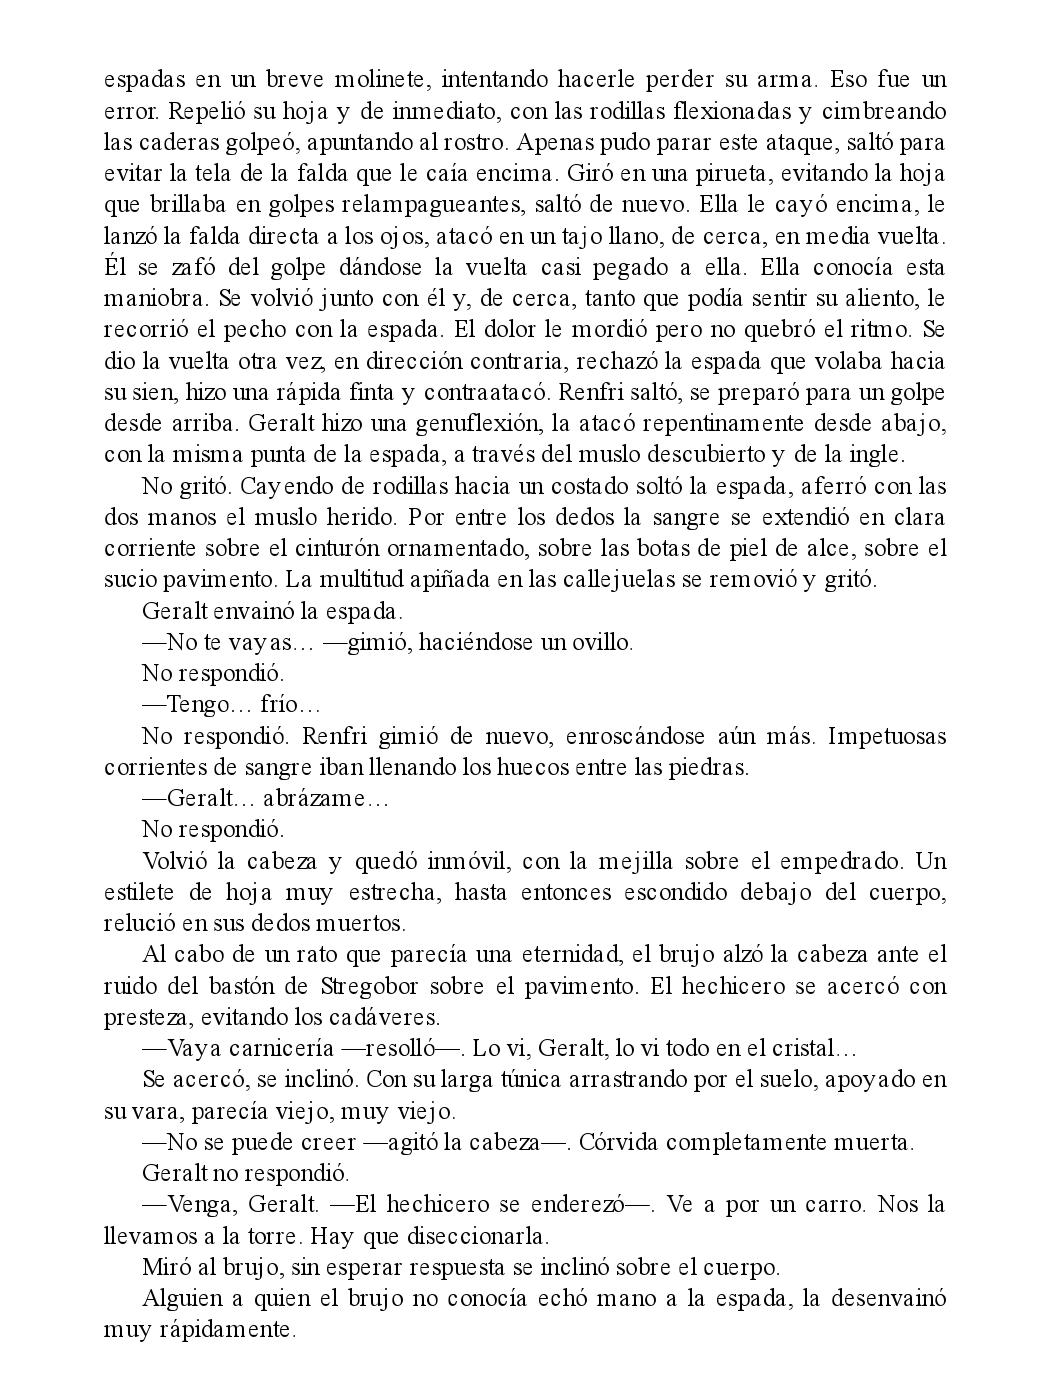 espadas en un breve molinete, intentando hacerle perder su arma. Eso fue un
error. Repelió su hoja y de inmediato, con las rodillas flexionadas y cimbreando
las caderas golpeó, apuntando al rostro. Apenas pudo parar este ataque, saltó para
evitar la tela de la falda que le caía encima. Giró en una pirueta, evitando la hoja
que brillaba en golpes relampagueantes, saltó de nuevo. Ella le cayó encima, le
lanzó la falda directa a los ojos, atacó en un tajo llano, de cerca, en media vuelta.
Él se zafó del golpe dándose la vuelta casi pegado a ella. Ella conocía esta
maniobra. Se volvió junto con él y, de cerca, tanto que podía sentir su aliento, le
recorrió el pecho con la espada. El dolor le mordió pero no quebró el ritmo. Se
dio la vuelta otra vez, en dirección contraria, rechazó la espada que volaba hacia
su sien, hizo una rápida finta y contraatacó. Renfri saltó, se preparó para un golpe
desde arriba. Geralt hizo una genuflexión, la atacó repentinamente desde abajo,
con la misma punta de la espada, a través del muslo descubierto y de la ingle.
No gritó. Cayendo de rodillas hacia un costado soltó la espada, aferró con las
dos manos el muslo herido. Por entre los dedos la sangre se extendió en clara
corriente sobre el cinturón ornamentado, sobre las botas de piel de alce, sobre el
sucio pavimento. La multitud apiñada en las callejuelas se removió y gritó.
Geralt envainó la espada.
—No te vayas… —gimió, haciéndose un ovillo.
No respondió.
—Tengo… frío…
No respondió. Renfri gimió de nuevo, enroscándose aún más. Impetuosas
corrientes de sangre iban llenando los huecos entre las piedras.
—Geralt… abrázame…
No respondió.
Volvió la cabeza y quedó inmóvil, con la mejilla sobre el empedrado. Un
estilete de hoja muy estrecha, hasta entonces escondido debajo del cuerpo,
relució en sus dedos muertos.
Al cabo de un rato que parecía una eternidad, el brujo alzó la cabeza ante el
ruido del bastón de Stregobor sobre el pavimento. El hechicero se acercó con
presteza, evitando los cadáveres.
—Vaya carnicería —resolló—. Lo vi, Geralt, lo vi todo en el cristal…
Se acercó, se inclinó. Con su larga túnica arrastrando por el suelo, apoyado en
su vara, parecía viejo, muy viejo.
—No se puede creer —agitó la cabeza—. Córvida completamente muerta.
Geralt no respondió.
—Venga, Geralt. —El hechicero se enderezó—. Ve a por un carro. Nos la
llevamos a la torre. Hay que diseccionarla.
Miró al brujo, sin esperar respuesta se inclinó sobre el cuerpo.
Alguien a quien el brujo no conocía echó mano a la espada, la desenvainó
muy rápidamente.